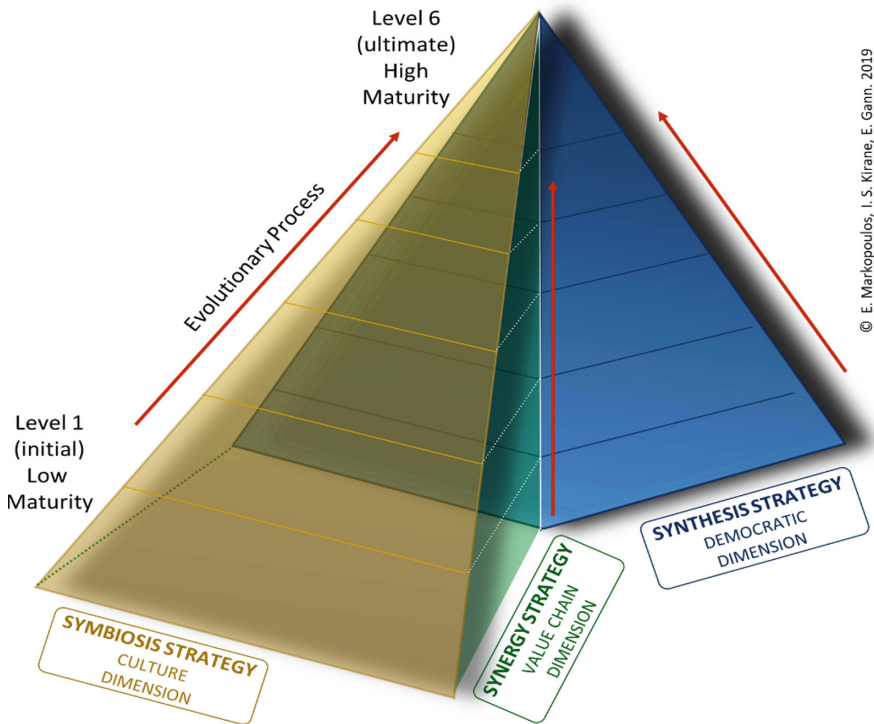 Level 6
(ultimate)
High
Maturity
Evolutionary Process
Level 1
(initial)
Low
Maturity
SYMBIOSIS STRATEGY
CULTURE
DIMENSION
SYNERGY STRATEGY
VALUE CHAIN
DIMENSION
SYNTHESIS STRATEGY
DEMOCRATIC
DIMENSION
© E. Markopoulos, I. S. Kirane, E. Gann. 2019